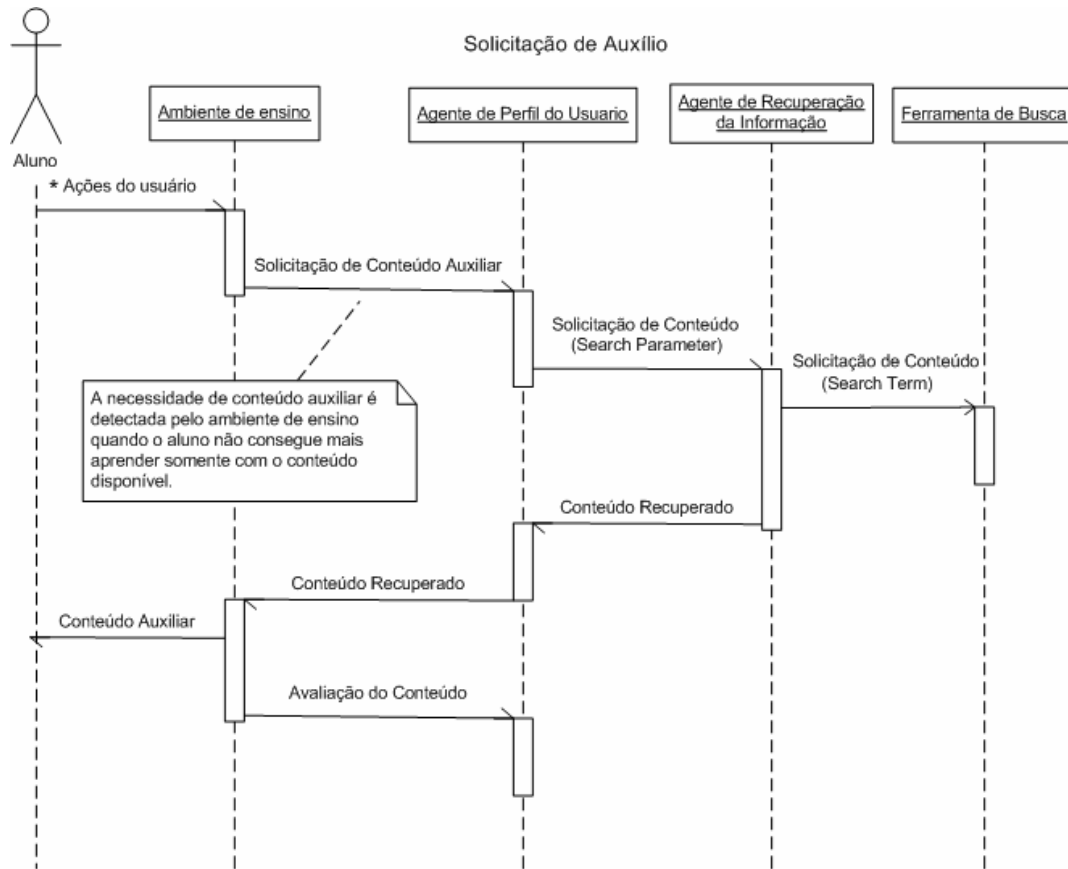 Solicitação de Auxílio
Ambiente de ensino
Agente de Perfil do Usuario
Agente de Recuperação
da Informação
Ferramenta de Busca
Aluno
* Ações do usuário
Solicitação de Conteúdo Auxiliar
Solicitação de Conteúdo
(Search Parameter)
Solicitação de Conteúdo
(Search Term)
A necessidade de conteúdo auxiliar é
detectada pelo ambiente de ensino
quando o aluno não consegue mais
aprender somente com o conteúdo
disponível.
Conteúdo Recuperado
Conteúdo Recuperado
Conteúdo Auxiliar
Avaliação do Conteúdo